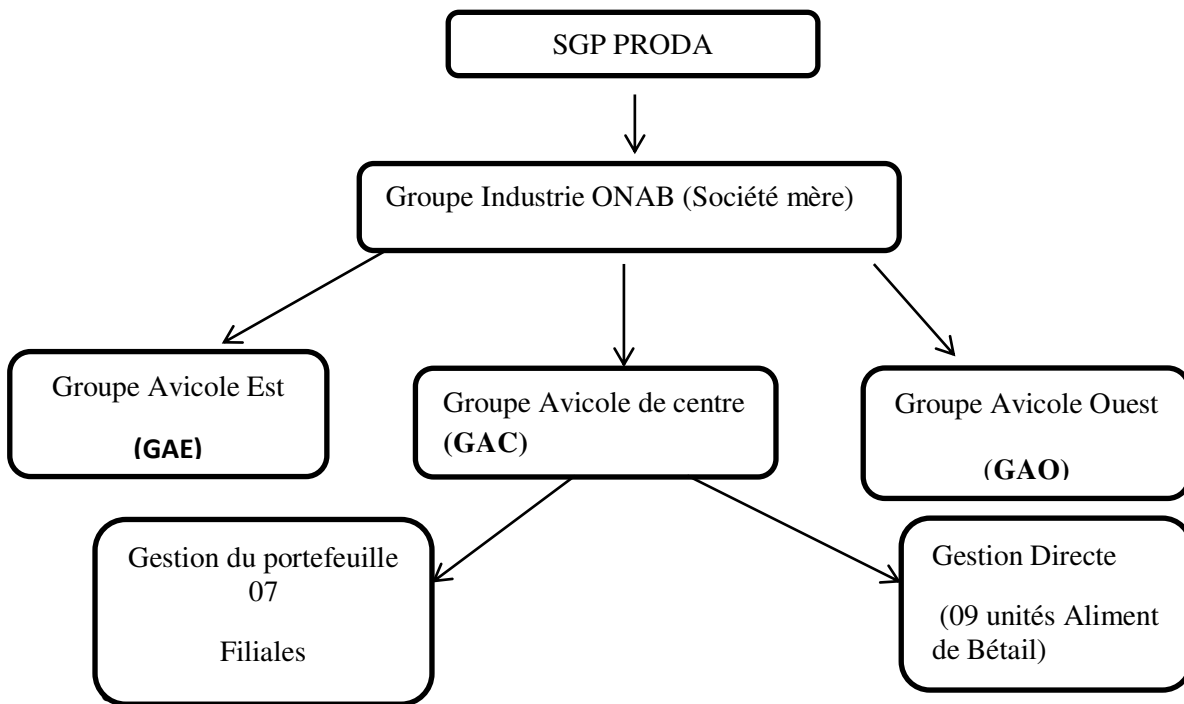 SGP PRODA
Groupe Industrie ONAB (Société mère)
Groupe Avicole Est
(GAE)
Groupe Avicole de centre
(GAC)
Groupe Avicole Ouest
(GAO)
Gestion du portefeuille
07
Filiales
Gestion Directe
(09 unités Aliment
de Bétail)